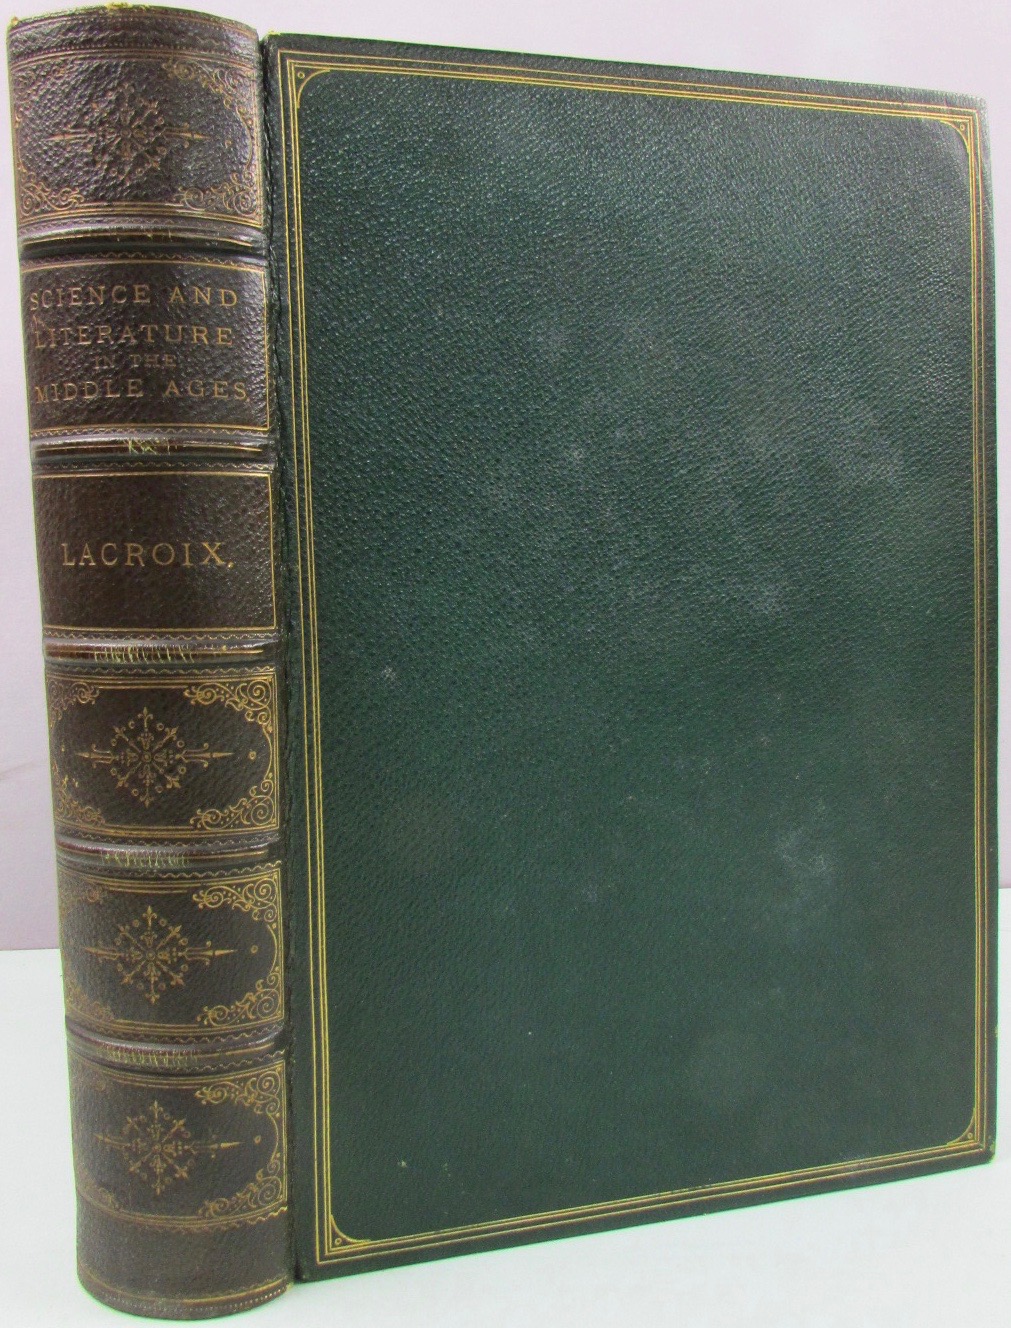 SCIENCE AND
LITERATURE
IN THE
MIDDLE AGES
LACROIX.